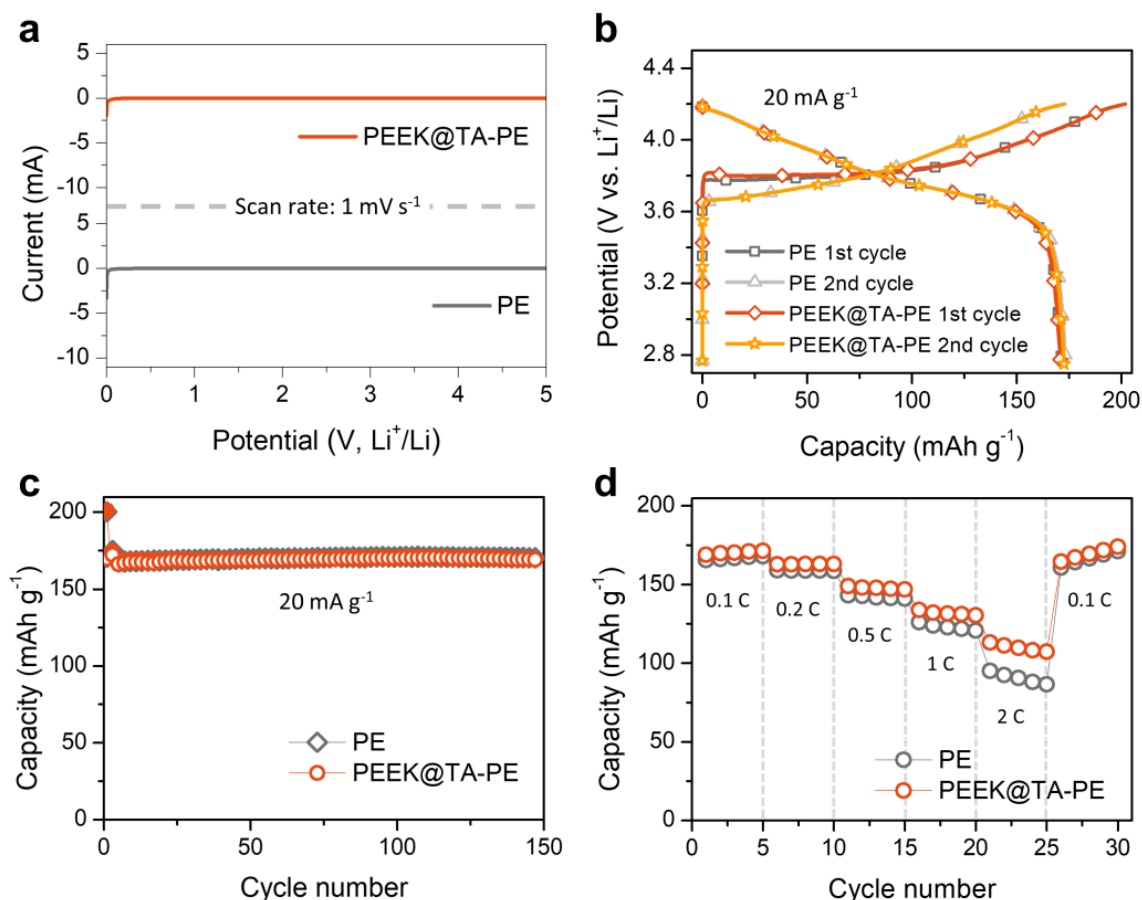 a
5
0
-5
-10
5
0
-5
-10
Current (mA)
PEEK@TA-PE
Scan rate: 1 mV s⁻¹
PE
0 1 2 3 4 5
Potential (V, Li⁺/Li)
b
4.4
4.0
3.6
3.2
2.8
Potential (V vs. Li⁺/Li)
20 mA g⁻¹
PE 1st cycle
PE 2nd cycle
PEEK@TA-PE 1st cycle
PEEK@TA-PE 2nd cycle
0 50 100 150 200
Capacity (mAh g⁻¹)
c
200
150
100
50
0
Capacity (mAh g⁻¹)
20 mA g⁻¹
PE
PEEK@TA-PE
0 25 50 75 100 125 150
Cycle number
d
200
150
100
50
0
Capacity (mAh g⁻¹)
0.1 C
0.2 C
0.5 C
1 C
2 C
0.1 C
PE
PEEK@TA-PE
0 5 10 15 20 25 30
Cycle number